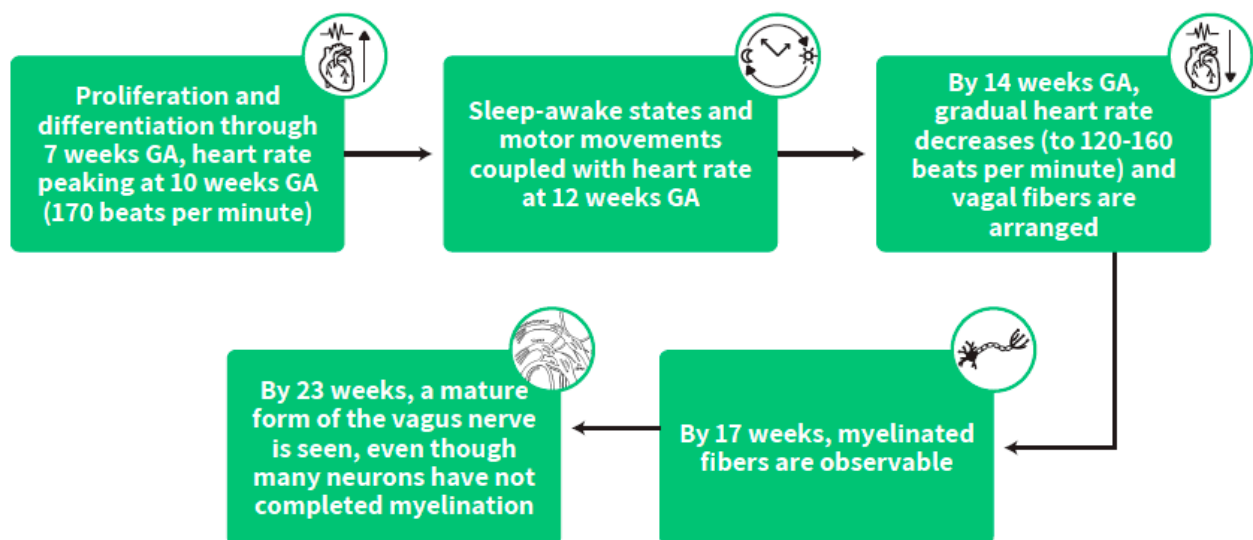 Proliferation and
differentiation through
7 weeks GA, heart rate
peaking at 10 weeks GA
(170 beats per minute)
Sleep-awake states and
motor movements
coupled with heart rate
at 12 weeks GA
By 14 weeks GA,
gradual heart rate
decreases (to 120-160
beats per minute) and
vagal fibers are
arranged
By 17 weeks, myelinated
fibers are observable
By 23 weeks, a mature
form of the vagus nerve
is seen, even though
many neurons have not
completed myelination